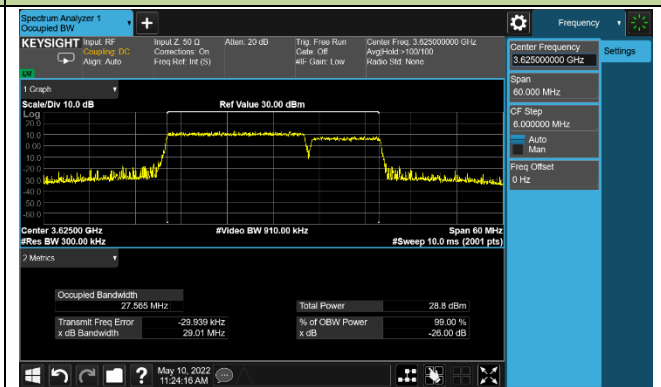 Spectrum Analyzer 1
Occupied BW
+
Frequency
KEYSIGHT Input: RF
Coupling: DC
Align: Auto
Input Z: 50 Ω
Corrections: On
Freq Ref: Int (S)
Atten: 20 dB
Trig: Free Run
Gate: Off
#IF Gain: Low
Center Freq: 3.625000000 GHz
Avg|Hold:>100/100
Radio Std: None
Center Frequency
3.625000000 GHz
Settings
Span
60.000 MHz
CF Step
6.000000 MHz
Auto
Man
Freq Offset
0 Hz
1 Graph
Scale/Div 10.0 dB
Ref Value 30.00 dBm
Log
20.0
10.0
0.00
-10.0
-20.0
-30.0
-40.0
-50.0
-60.0
Center 3.62500 GHz
#Video BW 910.00 kHz
Span 60 MHz
#Res BW 300.00 kHz
#Sweep 10.0 ms (2001 pts)
2 Metrics
Occupied Bandwidth
27.565 MHz
Total Power 28.8 dBm
Transmit Freq Error -29.939 kHz
% of OBW Power 99.00 %
x dB Bandwidth 29.01 MHz
x dB -26.00 dB
?
May 10, 2022
11:24:16 AM